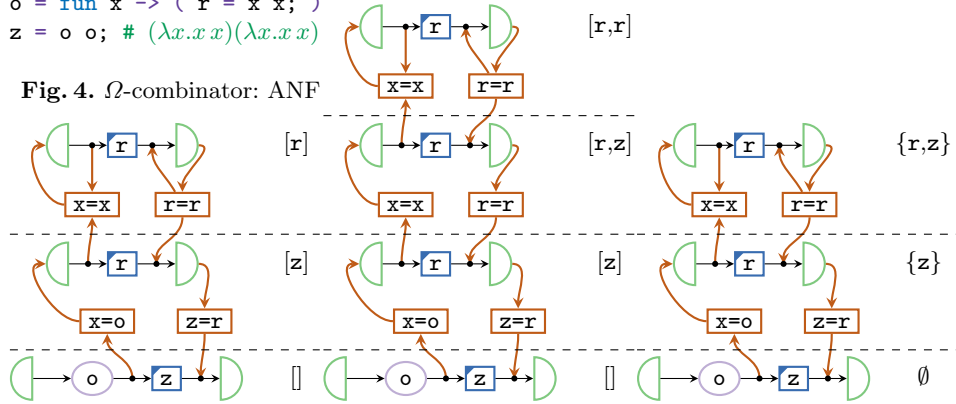 o = fun x -> ( r = x x; )
z = o o; # (λx.x x)(λx.x x)
Fig. 4. Ω-combinator: ANF
r [r,r]
x=x r=r
r [r] r [r,z] r {r,z}
x=x r=r x=x r=r x=x r=r
r [z] r [z] r {z}
x=o z=r x=o z=r x=o z=r
o z [] o z [] o z ∅